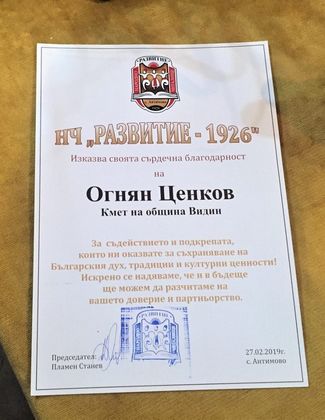 РАЗВИТИЕ
НЧ „РАЗВИТИЕ - 1926"
Изказва своята сърдечна благодарност
на
Огнян Ценков
Кмет на община Видин
За съдействието и подкрепата,
които ни оказвате за съхраняване на
Българския дух, традиции и културни ценности!
Искрено се надяваме, че и в бъдеще
ще можем да разчитаме на
вашето доверие и партньорство.
Председател:
Пламен Станев
27.02.2019г.
с. Антимово